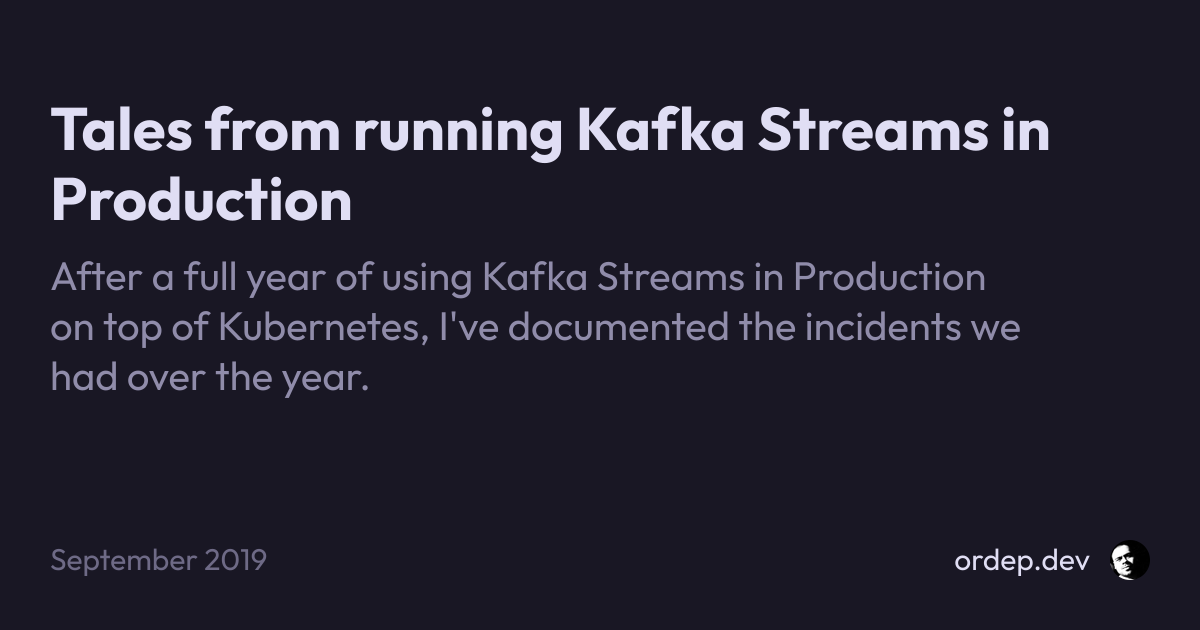 Tales from running Kafka Streams in
Production
After a full year of using Kafka Streams in Production
on top of Kubernetes, I've documented the incidents we
had over the year.
September 2019
ordep.dev